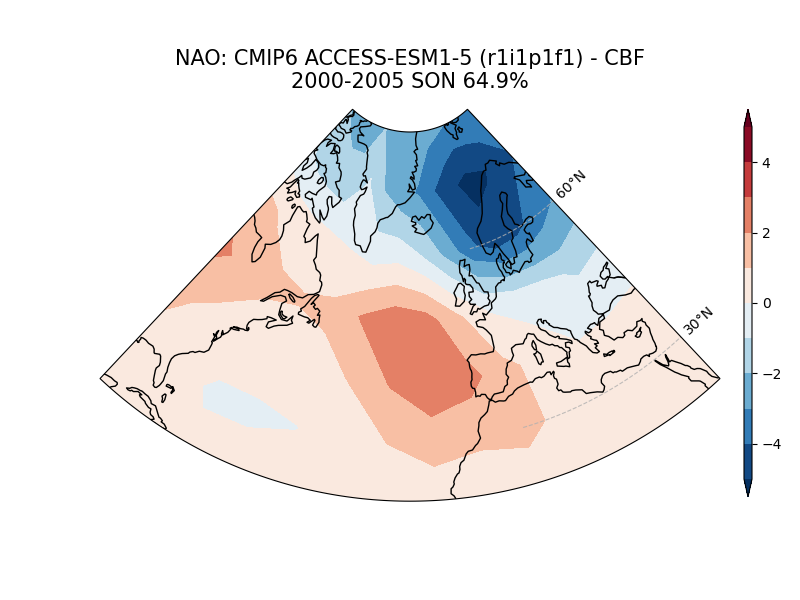 NAO: CMIP6 ACCESS-ESM1-5 (r1i1p1f1) - CBF
2000-2005 SON 64.9%
60°N
30°N
4
2
0
−2
−4